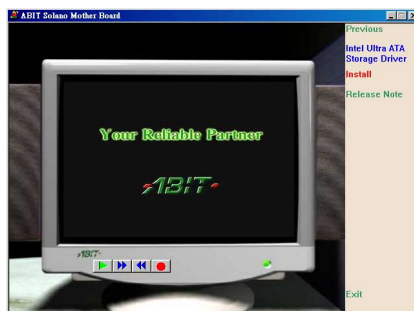 ABIT Solano Mother Board
Previous
Intel Ultra ATA
Storage Driver
Install
Release Note
Your Reliable Partner
ABIT
ABIT
Exit